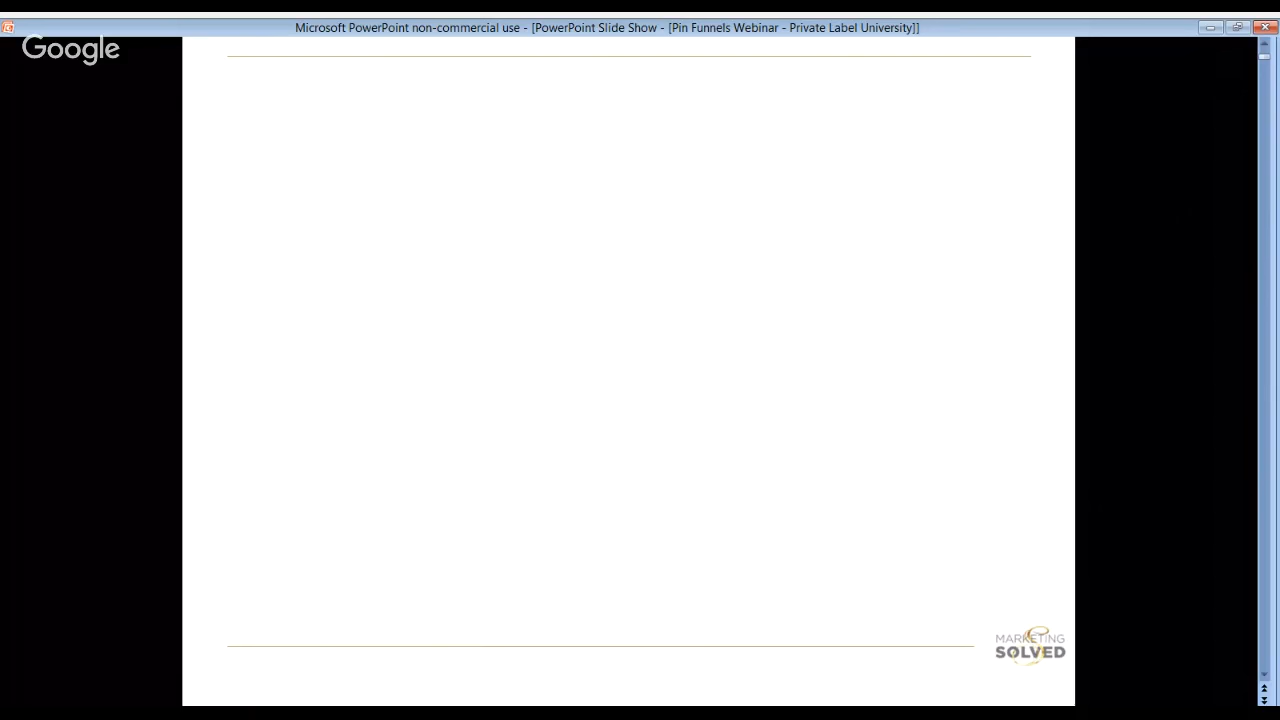 Microsoft PowerPoint non-commercial use - [PowerPoint Slide Show - [Pin Funnels Webinar - Private Label University]]
Google
MARKETING
SOLVED